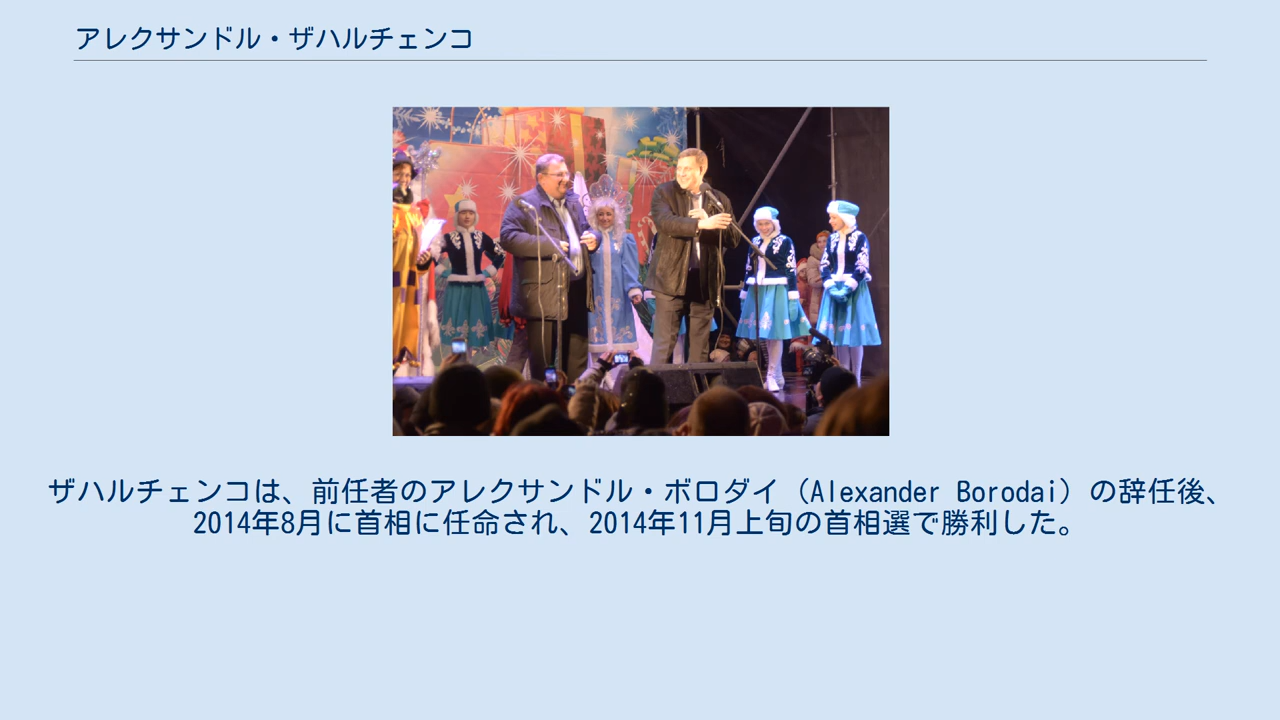 アレクサンドル・ザハルチェンコ
ザハルチェンコは、前任者のアレクサンドル・ボロダイ（Alexander Borodai）の辞任後、
2014年8月に首相に任命され、2014年11月上旬の首相選で勝利した。